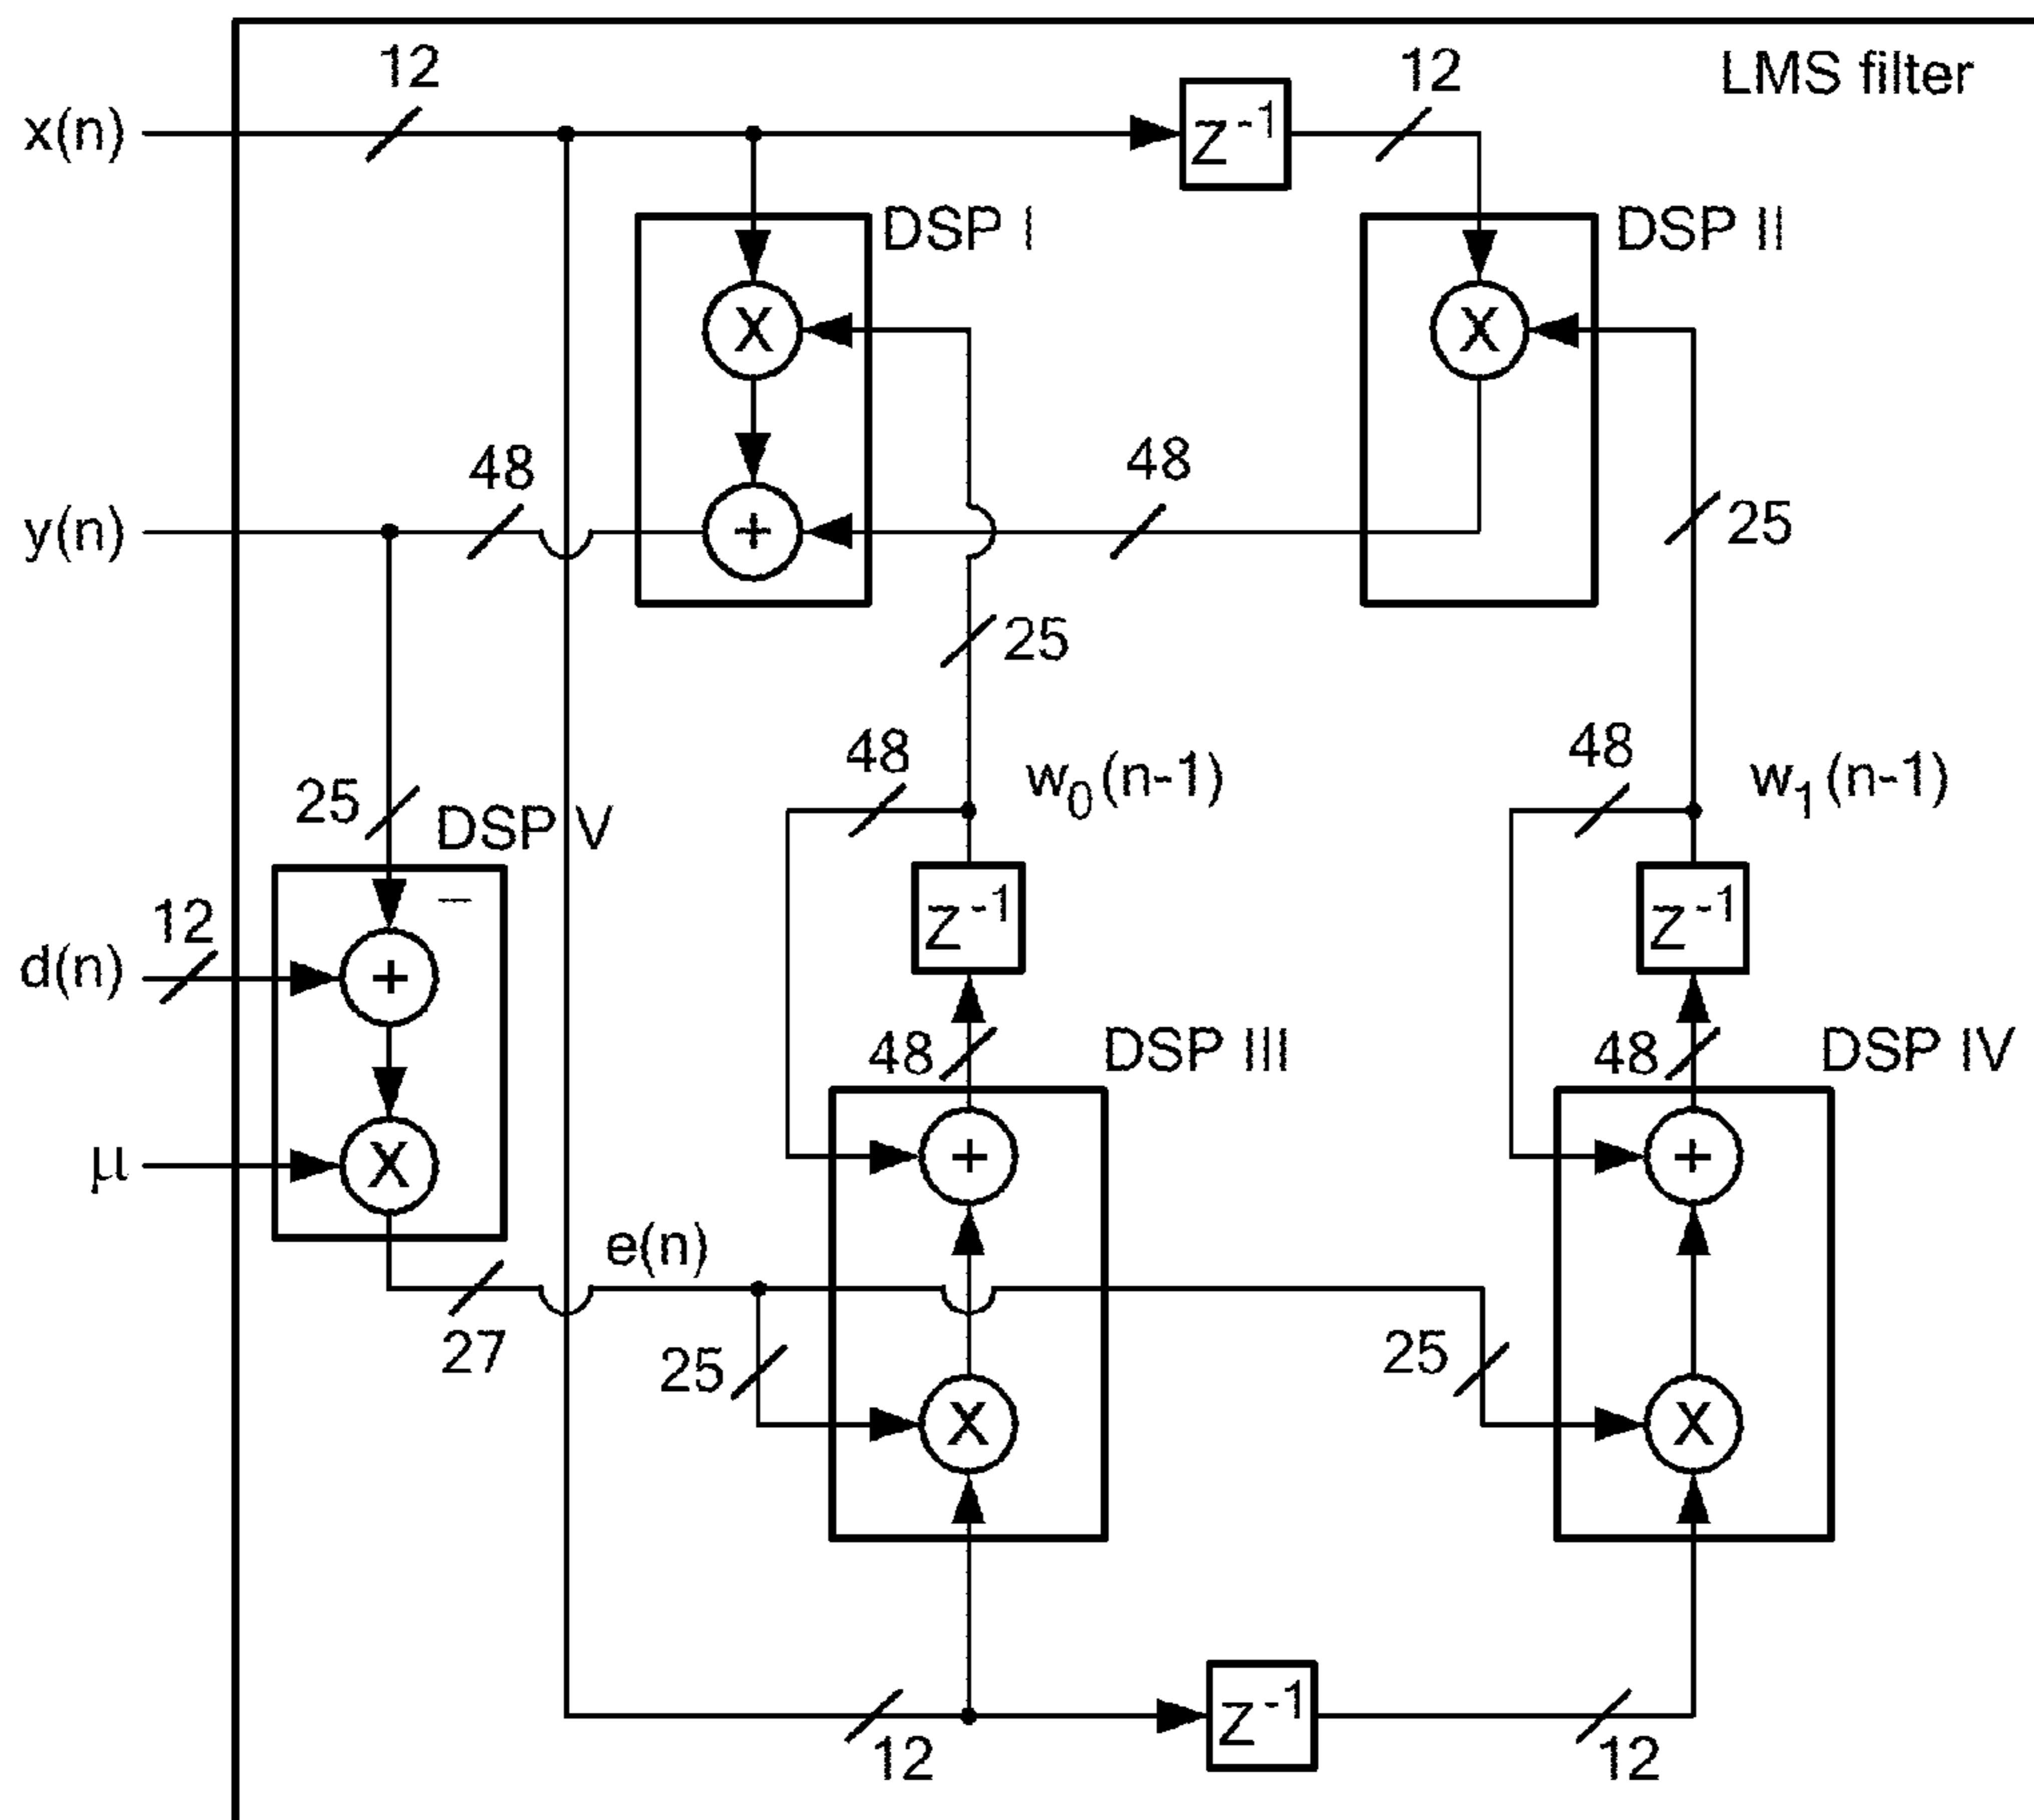 LMS filter
12
12
x(n)
Z⁻¹
DSP I
DSP II
X
X
48
48
y(n)
+
25
25
48
w₀(n-1)
48
w₁(n-1)
25
DSP V
–
12
d(n)
+
Z⁻¹
Z⁻¹
48
DSP III
48
DSP IV
μ
X
+
+
e(n)
27
25
25
X
X
Z⁻¹
12
12